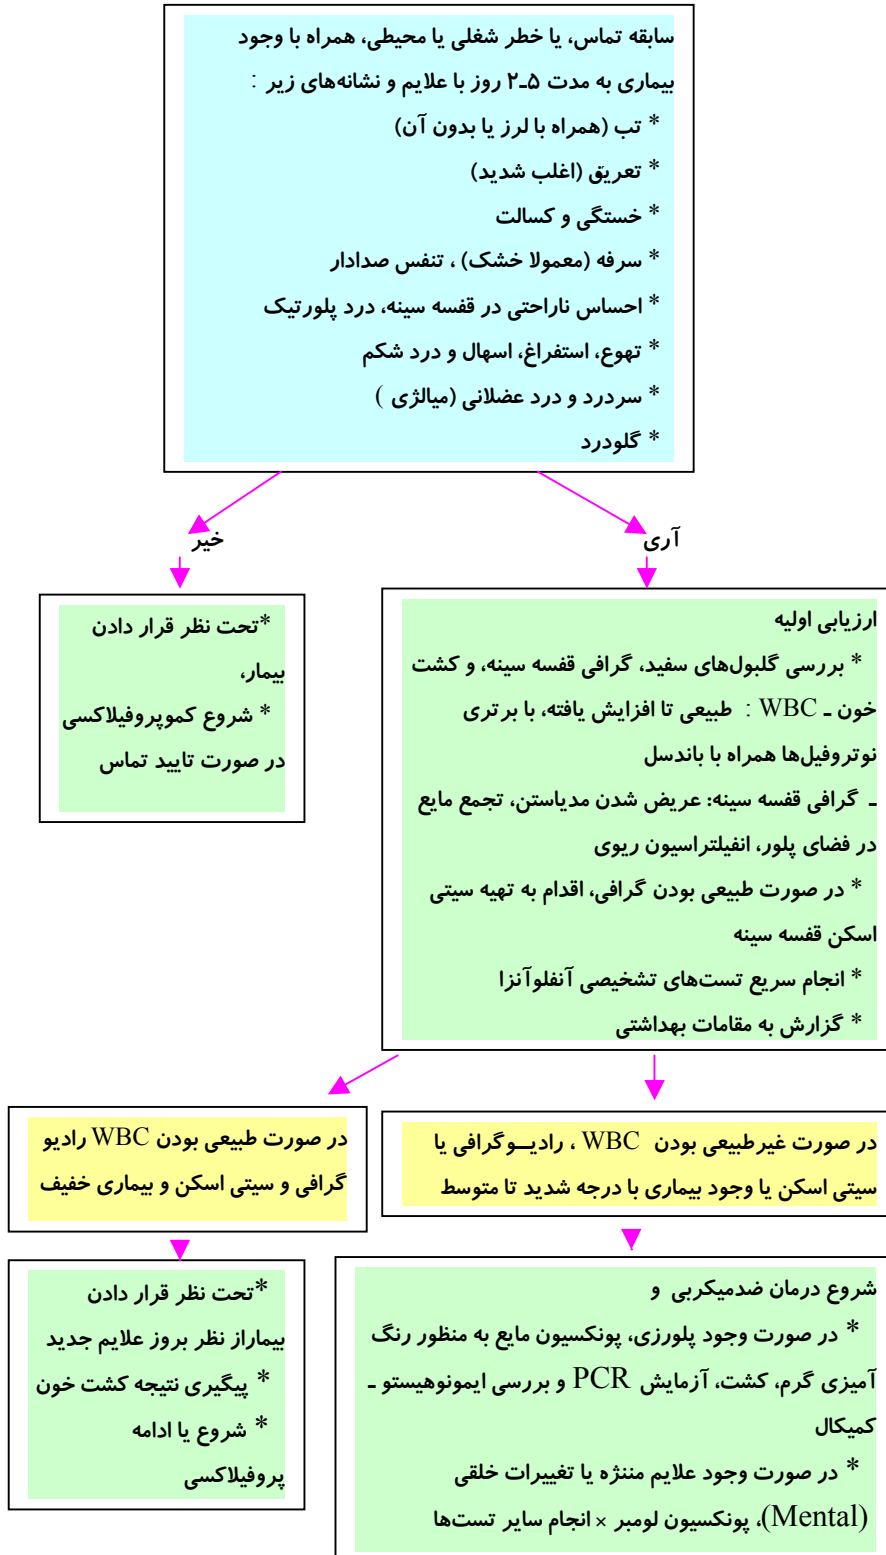 سابقه تماس، یا خطر شغلی یا محیطی، همراه با وجود
بیماری به مدت ۵ـ۲ روز با علایم و نشانه‌های زیر :
* تب (همراه با لرز یا بدون آن)
* تعریق (اغلب شدید)
* خستگی و کسالت
* سرفه (معمولا خشک) ، تنفس صدادار
* احساس ناراحتی در قفسه سینه، درد پلورتیک
* تهوع، استفراغ، اسهال و درد شکم
* سردرد و درد عضلانی (میالژی )
* گلودرد
آری
خیر
ارزیابی اولیه
* بررسی گلبول‌های سفید، گرافی قفسه سینه، و کشت
خون ـ WBC : طبیعی تا افزایش یافته، با برتری
نوتروفیل‌ها همراه با باندسل
ـ گرافی قفسه سینه: عریض شدن مدیاستن، تجمع مایع
در فضای پلور، انفیلتراسیون ریوی
* در صورت طبیعی بودن گرافی، اقدام به تهیه سیتی
اسکن قفسه سینه
* انجام سریع تست‌های تشخیصی آنفلوآنزا
* گزارش به مقامات بهداشتی
*تحت نظر قرار دادن
بیمار،
* شروع کموپروفیلاکسی
در صورت تایید تماس
در صورت غیرطبیعی بودن WBC ، رادیــوگرافی یا
سیتی اسکن یا وجود بیماری با درجه شدید تا متوسط
در صورت طبیعی بودن WBC رادیو
گرافی و سیتی اسکن و بیماری خفیف
شروع درمان ضدمیکربی و
* در صورت وجود پلورزی، پونکسیون مایع به منظور رنگ
آمیزی گرم، کشت، آزمایش PCR و بررسی ایمونوهیستو ـ
کمیکال
* در صورت وجود علایم مننژه یا تغییرات خلقی
(Mental)، پونکسیون لومبر × انجام سایر تست‌ها
*تحت نظر قرار دادن
بیماراز نظر بروز علایم جدید
* پیگیری نتیجه کشت خون
* شروع یا ادامه
پروفیلاکسی